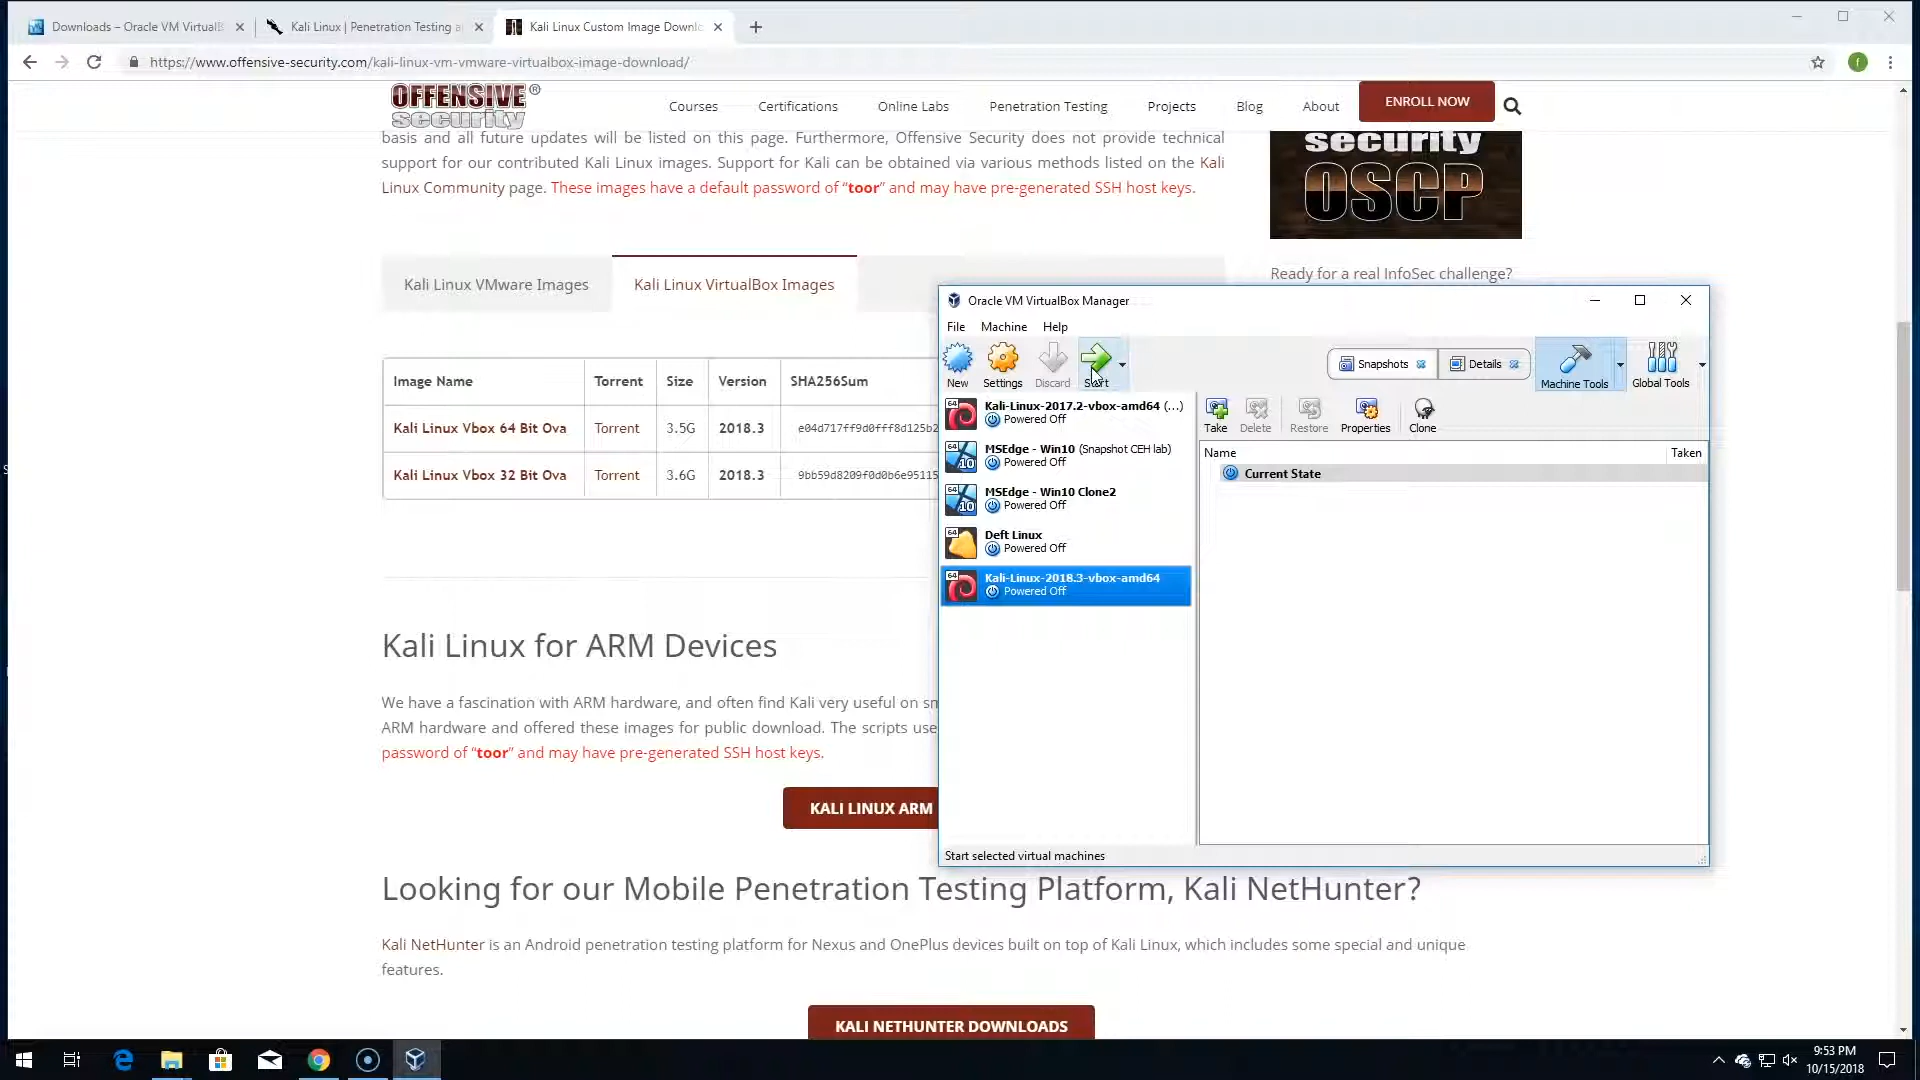 Downloads – Oracle VM VirtualB
Kali Linux | Penetration Testing a
Kali Linux Custom Image Downlo
https://www.offensive-security.com/kali-linux-vm-vmware-virtualbox-image-download/
f
OFFENSIVE ®
security
Courses
Certifications
Online Labs
Penetration Testing
Projects
Blog
About
ENROLL NOW
basis and all future updates will be listed on this page. Furthermore, Offensive Security does not provide technical
support for our contributed Kali Linux images. Support for Kali can be obtained via various methods listed on the Kali
Linux Community page. These images have a default password of “toor” and may have pre-generated SSH host keys.
security
OSCP
Ready for a real InfoSec challenge?
Kali Linux VMware Images
Kali Linux VirtualBox Images
Image Name Torrent Size Version SHA256Sum
Kali Linux Vbox 64 Bit Ova Torrent 3.5G 2018.3 e04d717ff9d0fff8d125b2
Kali Linux Vbox 32 Bit Ova Torrent 3.6G 2018.3 9bb59d8209f0d0b6e95115
Kali Linux for ARM Devices
We have a fascination with ARM hardware, and often find Kali very useful on sm
ARM hardware and offered these images for public download. The scripts use
password of “toor” and may have pre-generated SSH host keys.
KALI LINUX ARM
Looking for our Mobile Penetration Testing Platform, Kali NetHunter?
Kali NetHunter is an Android penetration testing platform for Nexus and OnePlus devices built on top of Kali Linux, which includes some special and unique
features.
KALI NETHUNTER DOWNLOADS
Oracle VM VirtualBox Manager
File Machine Help
New
Settings
Discard
Start
Snapshots
Details
Machine Tools
Global Tools
64
Kali-Linux-2017.2-vbox-amd64 (...)
Powered Off
64
10
MSEdge - Win10 (Snapshot CEH lab)
Powered Off
64
10
MSEdge - Win10 Clone2
Powered Off
64
Deft Linux
Powered Off
64
Kali-Linux-2018.3-vbox-amd64
Powered Off
Take
Delete
Restore
Properties
Clone
Name Taken
Current State
Start selected virtual machines
9:53 PM
10/15/2018